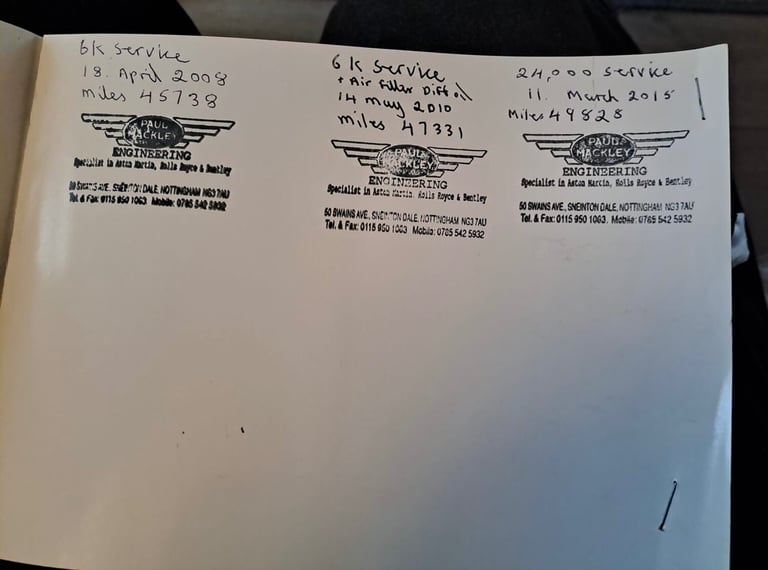 6k service
18. April 2008
miles 45738
PAUL
MACKLEY
ENGINEERING
Specialist in Aston Martin, Rolls Royce & Bentley
50 SWAINS AVE, SNEINTON DALE, NOTTINGHAM NG3 7AU
Tel. & Fax: 0115 950 1063 Mobile: 0785 542 5932
6k service
+ Air filter Diff oil
14 may 2010
miles 47331
PAUL
MACKLEY
ENGINEERING
Specialist in Aston Martin, Rolls Royce & Bentley
50 SWAINS AVE., SNEINTON DALE, NOTTINGHAM NG3 7AU
Tel. & Fax: 0115 950 1063 Mobile: 0785 542 5932
24,000 service
11. March 2015
Miles 49828
PAUL
MACKLEY
ENGINEERING
Specialist in Aston Martin, Rolls Royce & Bentley
50 SWAINS AVE., SNEINTON DALE, NOTTINGHAM NG3 7AU
Tel. & Fax: 0115 950 1063 Mobile: 0785 542 5932